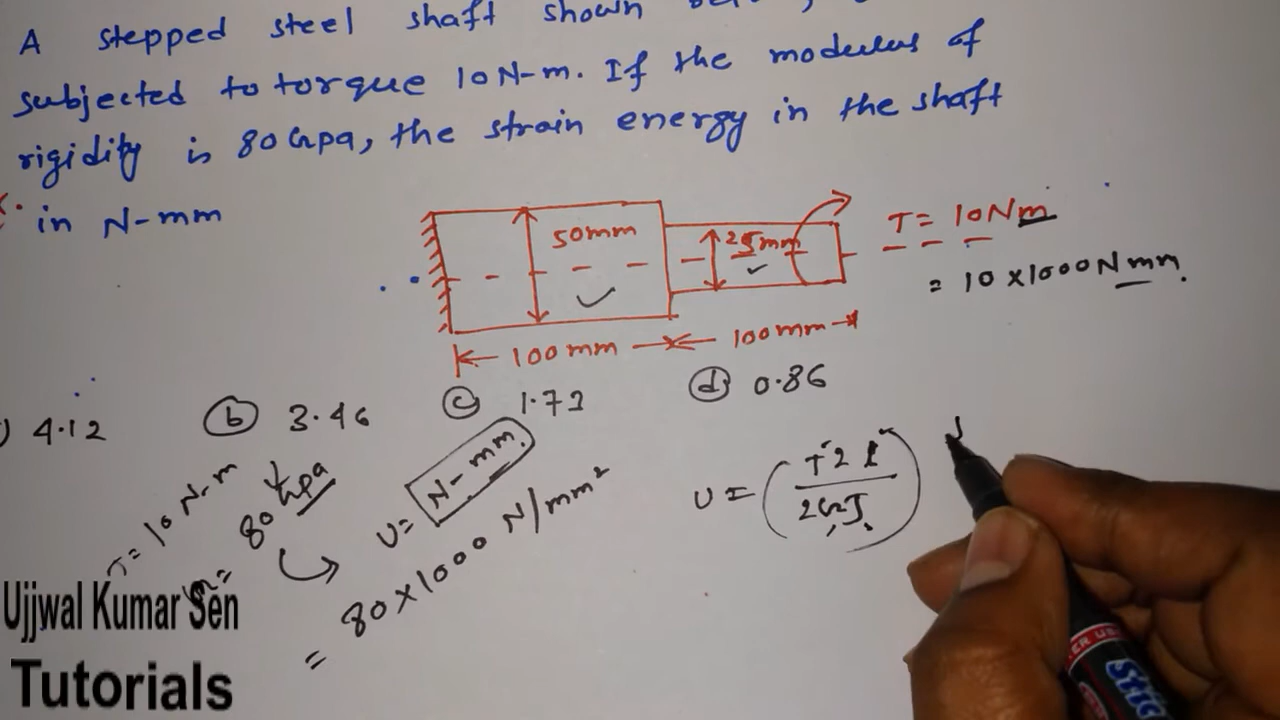 A stepped steel shaft shown
subjected to torque 10 N-m. If the modulus of
rigidity is 80 Gpa, the strain energy in the shaft
in N-mm
50mm
25mm
T = 10Nm
= 10 x 1000 N mm.
100 mm
100 mm
) 4.12
(b) 3.46
(c) 1.73
(d) 0.86
T = 10 N-m
G = 80 Gpa
U = N-mm
= 80 x 1000 N/mm²
U = (T² l / 2GJ)
Ujjwal Kumar Sen
Tutorials